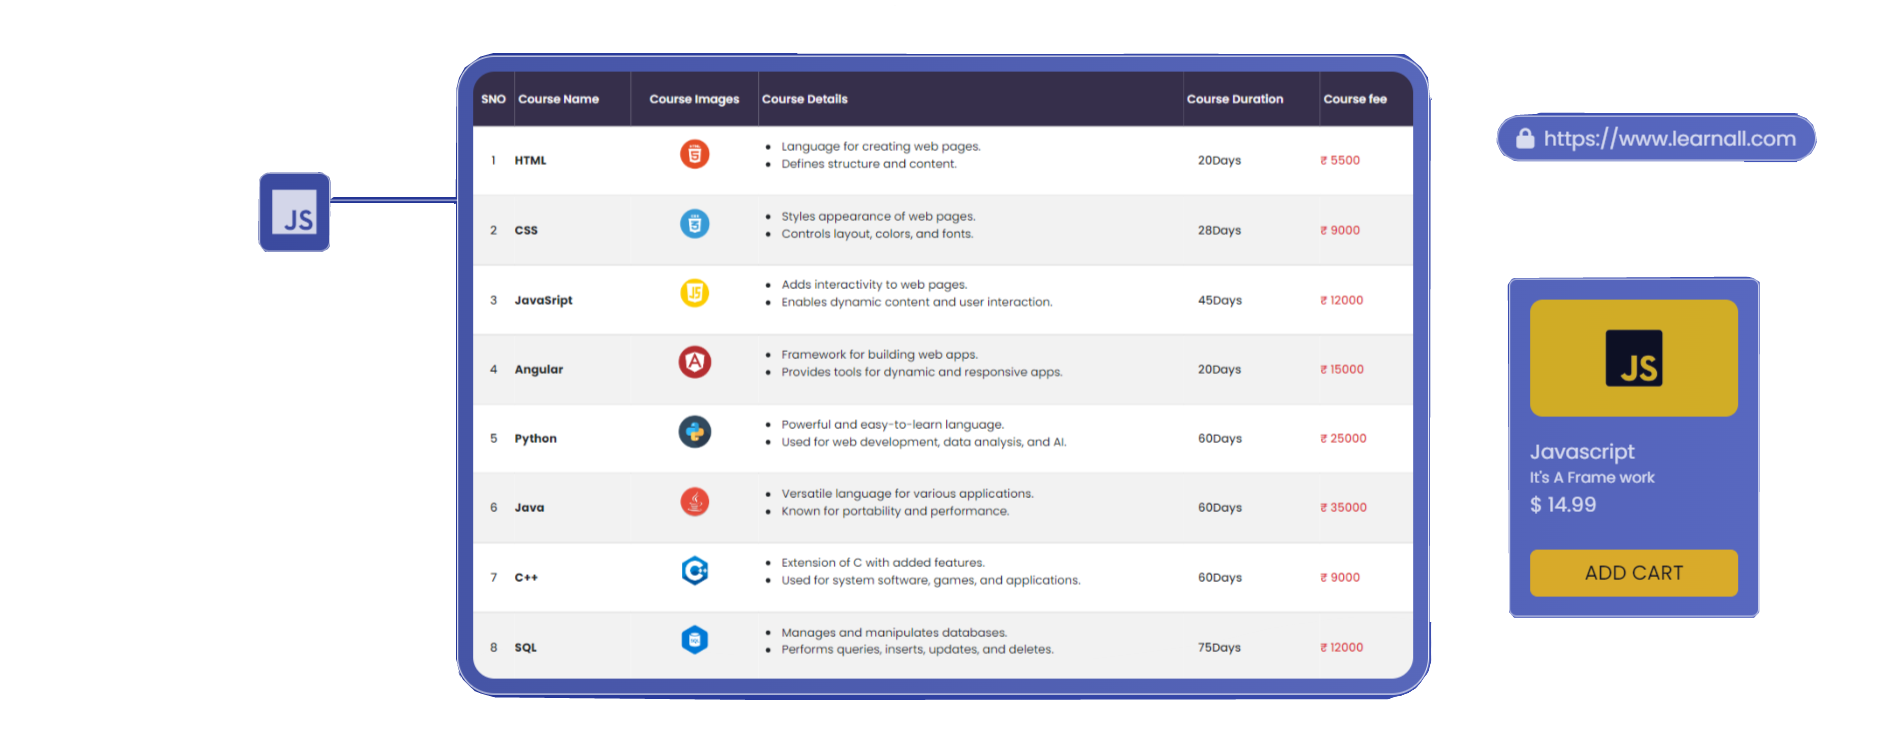 SNO Course Name Course Images Course Details Course Duration Course fee
1 HTML
Language for creating web pages.
Defines structure and content.
20Days ₹ 5500
2 CSS
Styles appearance of web pages.
Controls layout, colors, and fonts.
28Days ₹ 9000
3 JavaSript JS
Adds interactivity to web pages.
Enables dynamic content and user interaction.
45Days ₹ 12000
4 Angular
Framework for building web apps.
Provides tools for dynamic and responsive apps.
20Days ₹ 15000
5 Python
Powerful and easy-to-learn language.
Used for web development, data analysis, and AI.
60Days ₹ 25000
6 Java
Versatile language for various applications.
Known for portability and performance.
60Days ₹ 35000
7 C++
Extension of C with added features.
Used for system software, games, and applications.
60Days ₹ 9000
8 SQL
Manages and manipulates databases.
Performs queries, inserts, updates, and deletes.
75Days ₹ 12000
JS
https://www.learnall.com
JS
Javascript
It's A Frame work
$ 14.99
ADD CART